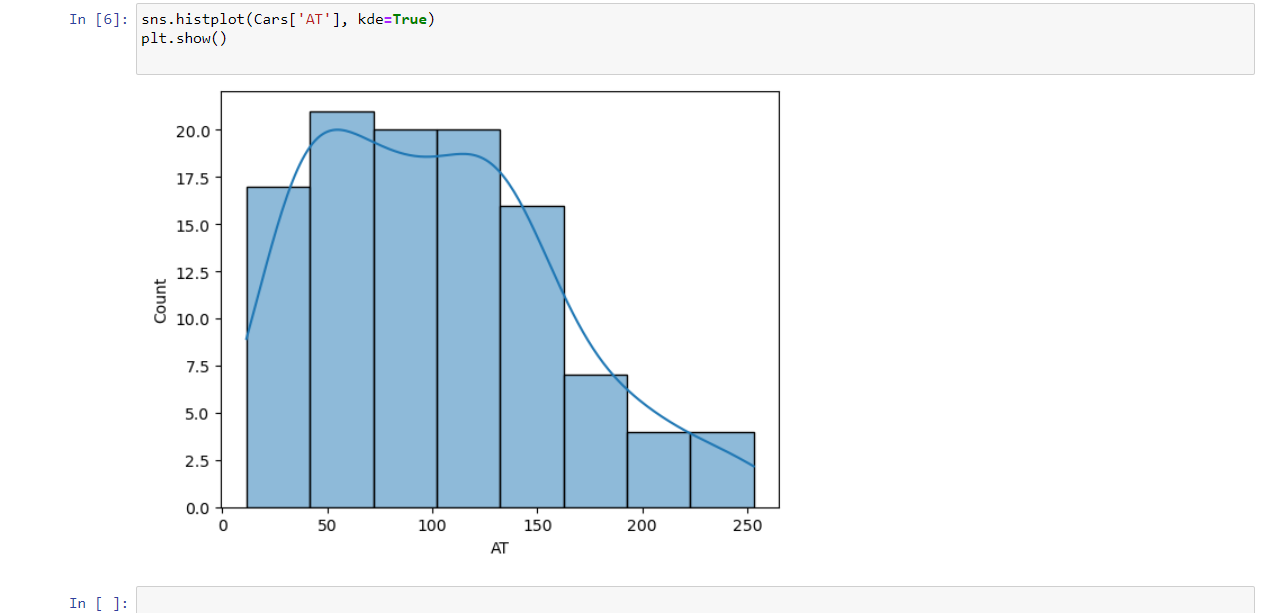 In [6]: sns.histplot(Cars['AT'], kde=True)
plt.show()
20.0
17.5
15.0
12.5
10.0
7.5
5.0
2.5
0.0
Count
0 50 100 150 200 250
AT
In [ ]: